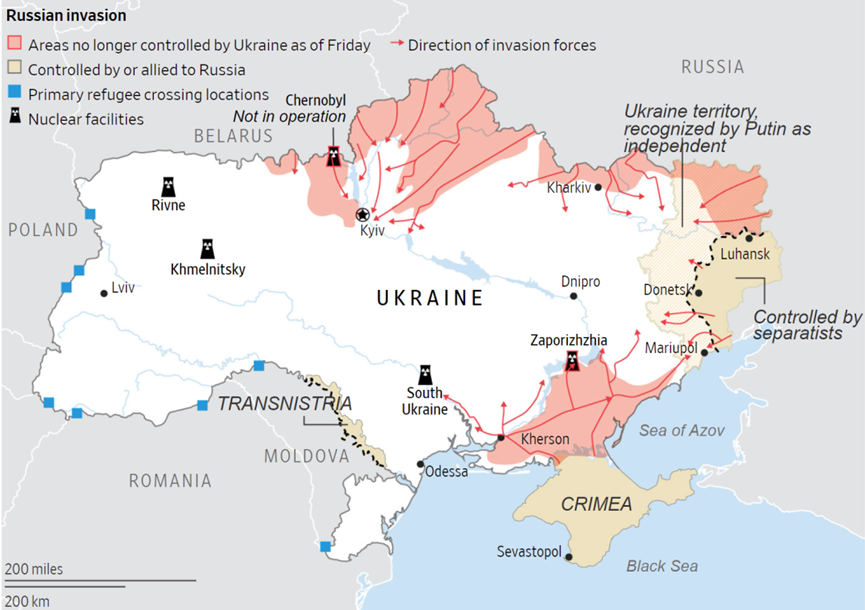 Russian invasion
Areas no longer controlled by Ukraine as of Friday
Direction of invasion forces
Controlled by or allied to Russia
Primary refugee crossing locations
Nuclear facilities
Chernobyl
Not in operation
RUSSIA
BELARUS
Ukraine territory,
recognized by Putin as
independent
Kharkiv
Rivne
POLAND
Kyiv
Khmelnitsky
Luhansk
Lviv
UKRAINE
Dnipro
Donetsk
Controlled by
separatists
Zaporizhzhia
Mariupol
South
Ukraine
TRANSNISTRIA
Kherson
Sea of Azov
MOLDOVA
Odessa
ROMANIA
CRIMEA
Sevastopol
Black Sea
200 miles
200 km